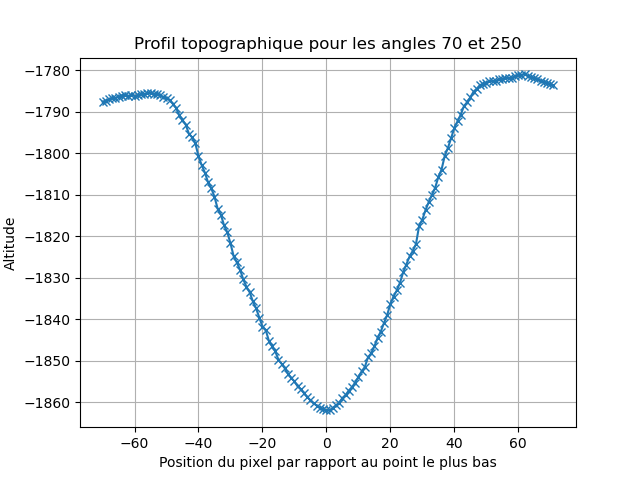 Profil topographique pour les angles 70 et 250
Altitude
−1780
−1790
−1800
−1810
−1820
−1830
−1840
−1850
−1860
−60 −40 −20 0 20 40 60
Position du pixel par rapport au point le plus bas